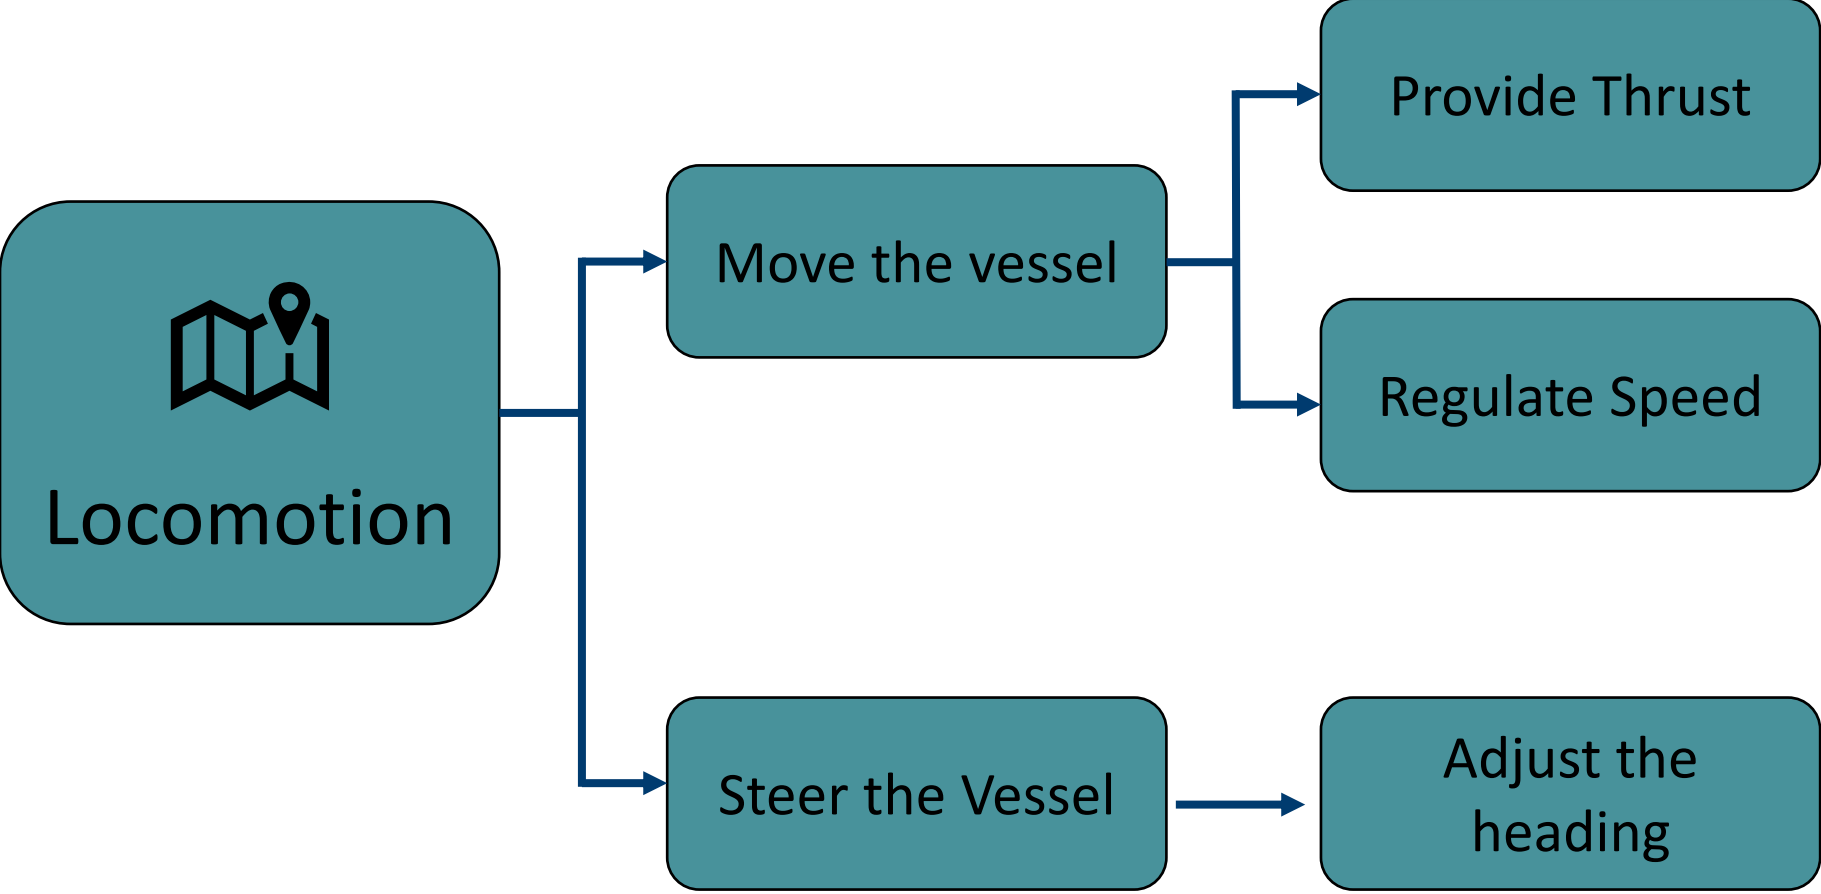 Locomotion
Move the vessel
Provide Thrust
Regulate Speed
Steer the Vessel
Adjust the
heading